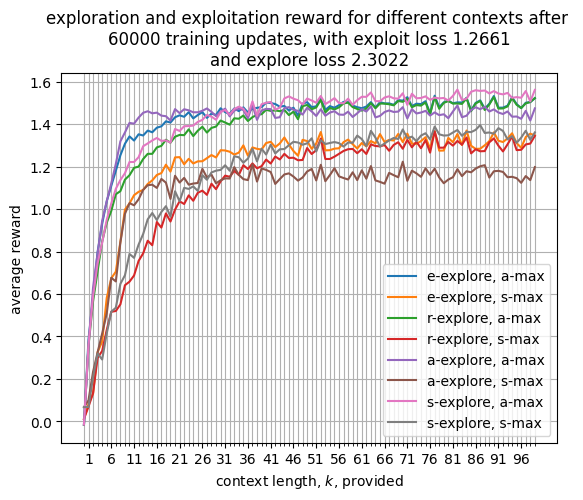 exploration and exploitation reward for different contexts after
60000 training updates, with exploit loss 1.2661
and explore loss 2.3022
1.6
1.4
1.2
1.0
0.8
0.6
0.4
0.2
0.0
average reward
e-explore, a-max
e-explore, s-max
r-explore, a-max
r-explore, s-max
a-explore, a-max
a-explore, s-max
s-explore, a-max
s-explore, s-max
1 6 11 16 21 26 31 36 41 46 51 56 61 66 71 76 81 86 91 96
context length, k, provided